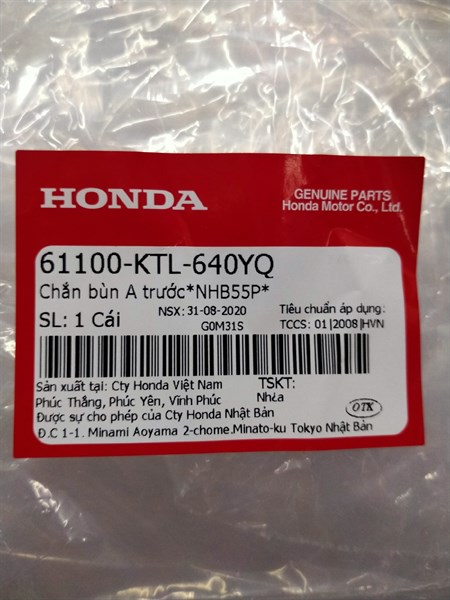 HONDA
GENUINE PARTS
Honda Motor Co., Ltd.
61100-KTL-640YQ
Chắn bùn A trước*NHB55P*
SL: 1 Cái
NSX: 31-08-2020
G0M31S
Tiêu chuẩn áp dụng:
TCCS: 01|2008|HVN
Sản xuất tại: Cty Honda Việt Nam
Phúc Thắng, Phúc Yên, Vĩnh Phúc
Được sự cho phép của Cty Honda Nhật Bản
Đ.C 1-1. Minami Aoyama 2-chome.Minato-ku Tokyo Nhật Bản
TSKT:
Nhựa
OTK